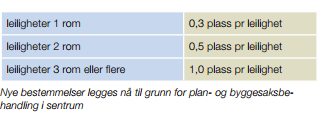 leiligheter 1 rom 0,3 plass pr leilighet
leiligheter 2 rom 0,5 plass pr leilighet
leiligheter 3 rom eller flere 1,0 plass pr leilighet
Nye bestemmelser legges nå til grunn for plan- og byggesaksbe-
handling i sentrum